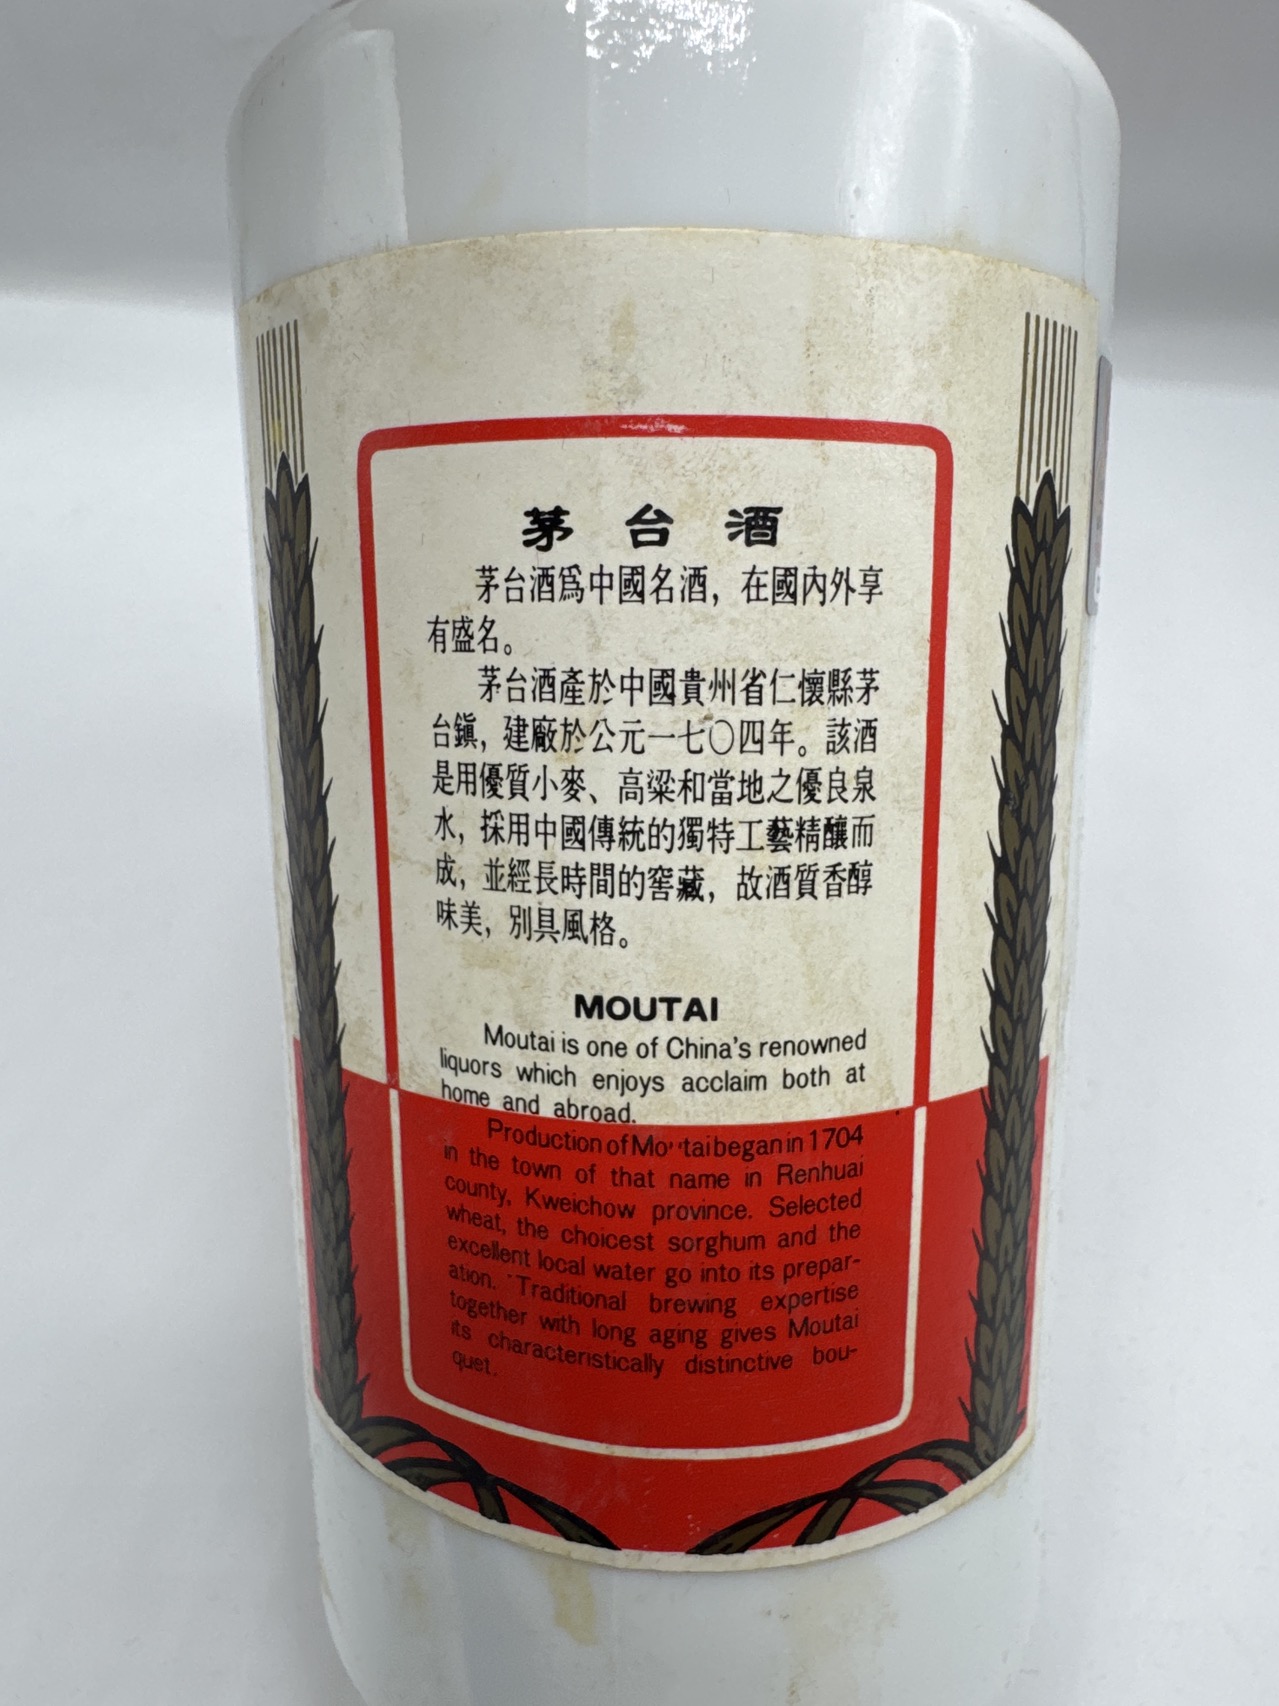 茅台酒
茅台酒爲中國名酒，在國內外享
有盛名。
茅台酒產於中國貴州省仁懷縣茅
台鎭，建廠於公元一七〇四年。該酒
是用優質小麥、高粱和當地之優良泉
水，採用中國傳統的獨特工藝精釀而
成，並經長時間的窖藏，故酒質香醇
味美，別具風格。
MOUTAI
Moutai is one of China's renowned
liquors which enjoys acclaim both at
home and abroad.
Production of Moutai began in 1704
in the town of that name in Renhuai
county, Kweichow province. Selected
wheat, the choicest sorghum and the
excellent local water go into its prepar-
ation. Traditional brewing expertise
together with long aging gives Moutai
its characteristically distinctive bou-
quet.